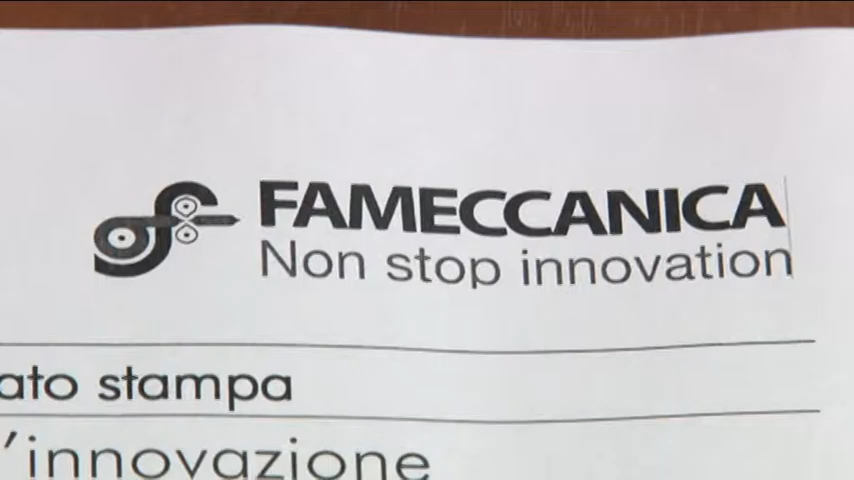 FAMECCANICA
Non stop innovation
ato stampa
l'innovazione